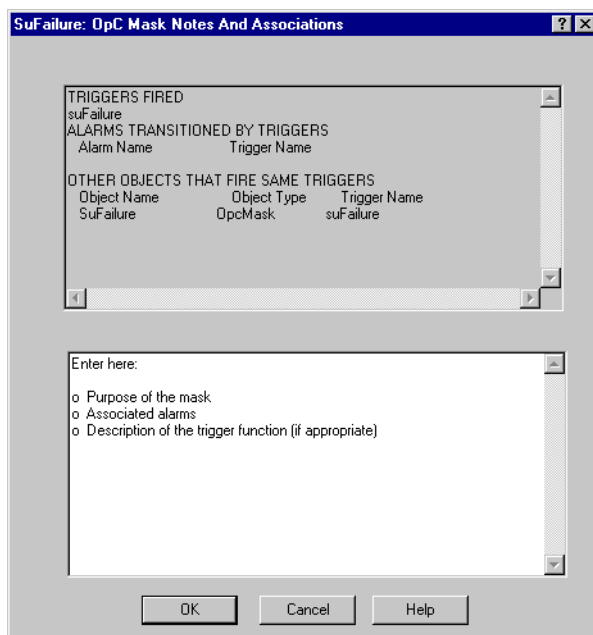 SuFailure: OpC Mask Notes And Associations
TRIGGERS FIRED
suFailure
ALARMS TRANSITIONED BY TRIGGERS
Alarm Name Trigger Name
OTHER OBJECTS THAT FIRE SAME TRIGGERS
Object Name Object Type Trigger Name
SuFailure OpcMask suFailure
Enter here:
o Purpose of the mask
o Associated alarms
o Description of the trigger function (if appropriate)
OK Cancel Help